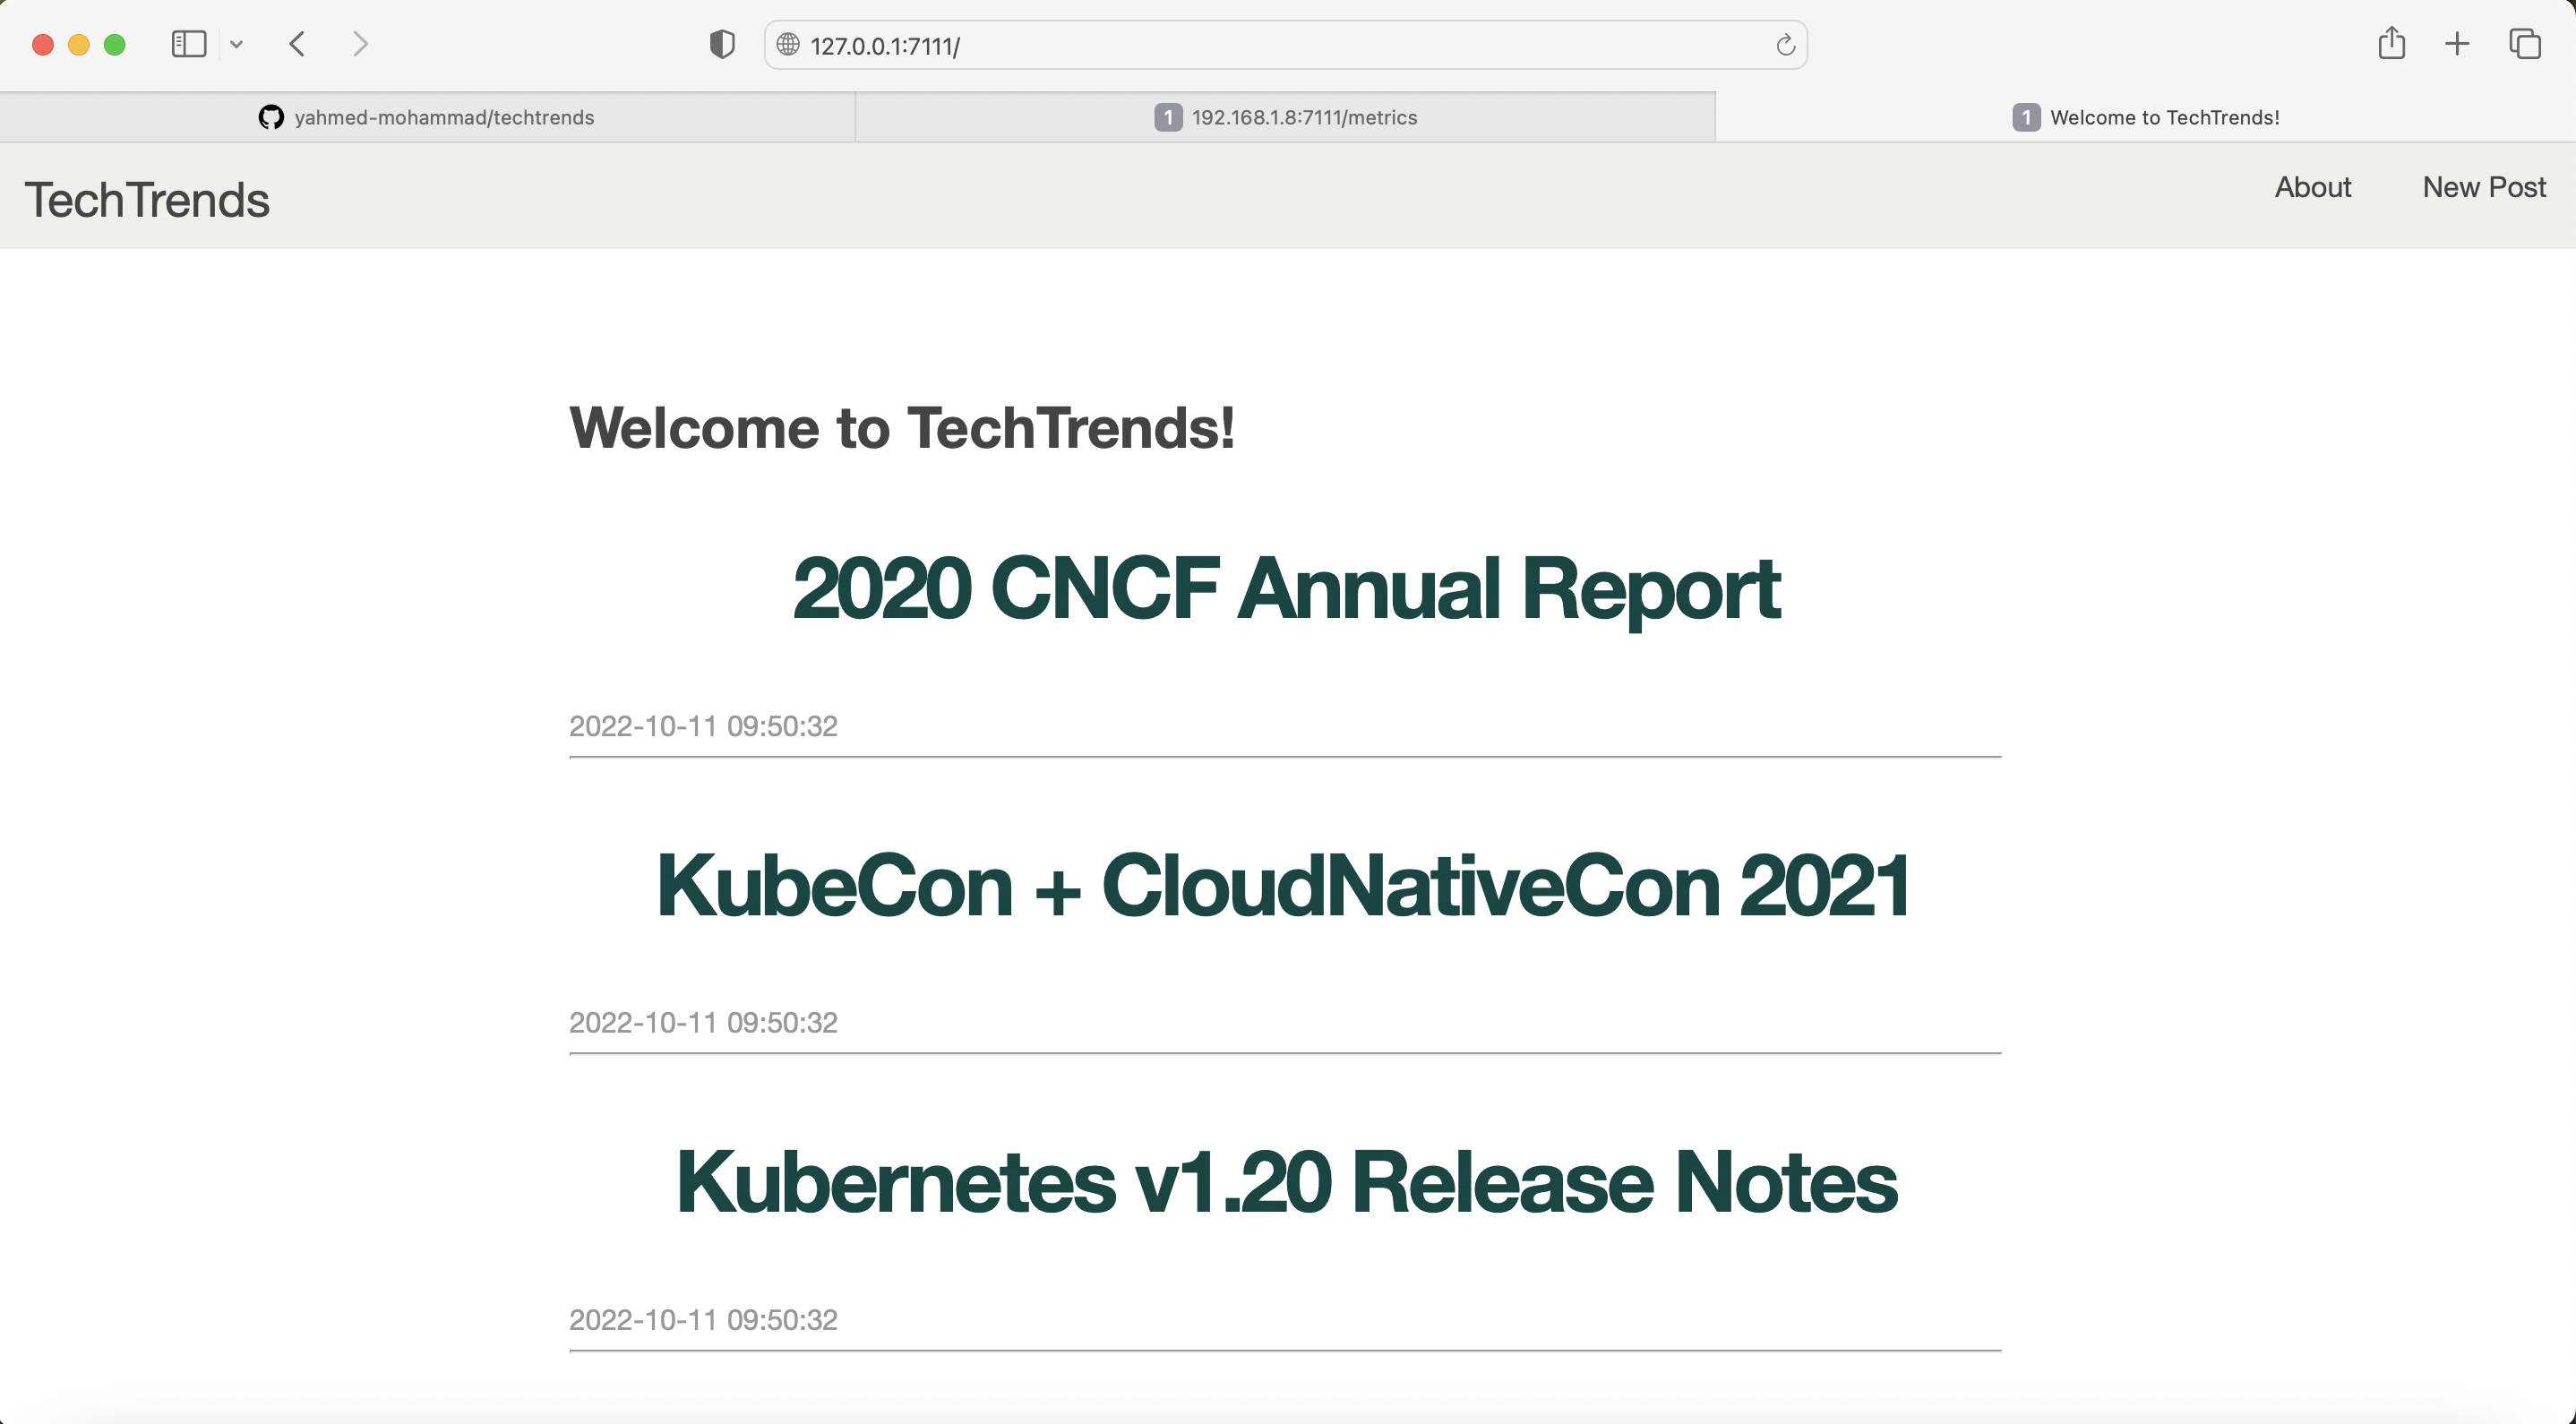 127.0.0.1:7111/
yahmed-mohammad/techtrends
1 192.168.1.8:7111/metrics
1 Welcome to TechTrends!
TechTrends
About
New Post
Welcome to TechTrends!
2020 CNCF Annual Report
2022-10-11 09:50:32
KubeCon + CloudNativeCon 2021
2022-10-11 09:50:32
Kubernetes v1.20 Release Notes
2022-10-11 09:50:32